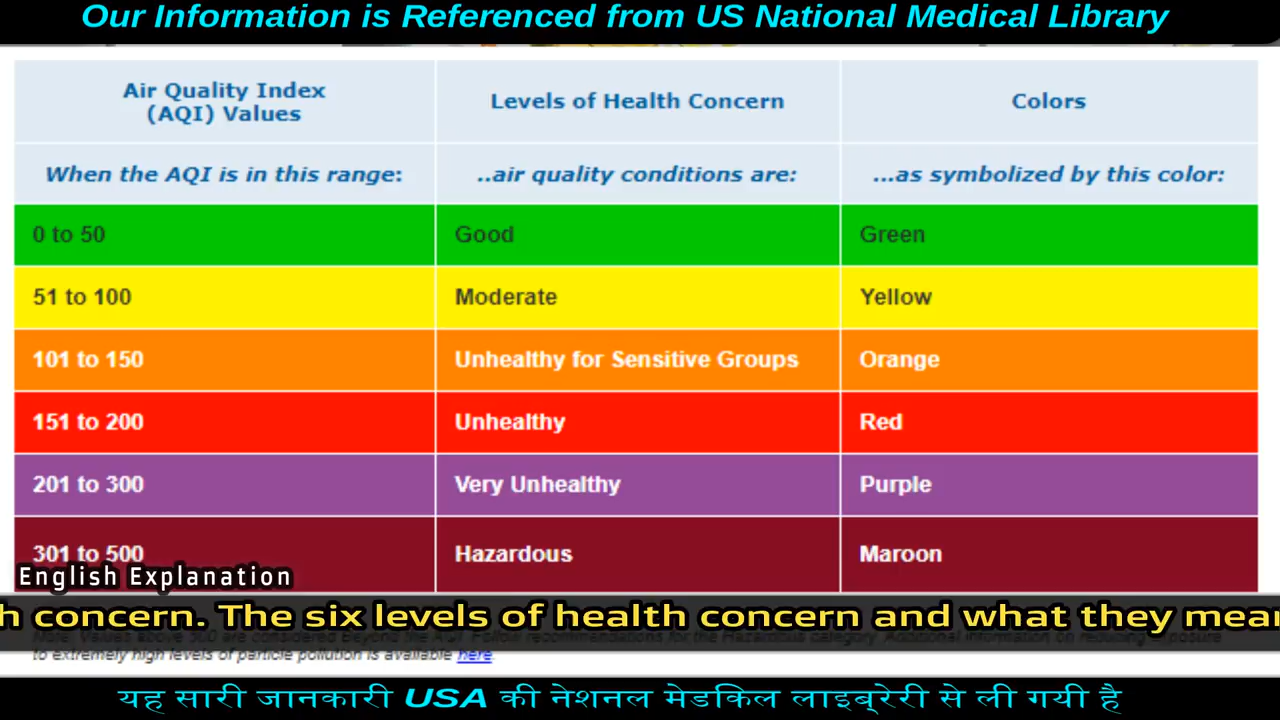 Our Information is Referenced from US National Medical Library
Air Quality Index
(AQI) Values
Levels of Health Concern
Colors
When the AQI is in this range:
..air quality conditions are:
...as symbolized by this color:
0 to 50
Good
Green
51 to 100
Moderate
Yellow
101 to 150
Unhealthy for Sensitive Groups
Orange
151 to 200
Unhealthy
Red
201 to 300
Very Unhealthy
Purple
301 to 500
Hazardous
Maroon
English Explanation
h concern. The six levels of health concern and what they mean
to extremely high levels of particle pollution is available here.
यह सारी जानकारी USA की नेशनल मेडकिल लाइब्रेरी से ली गयी है